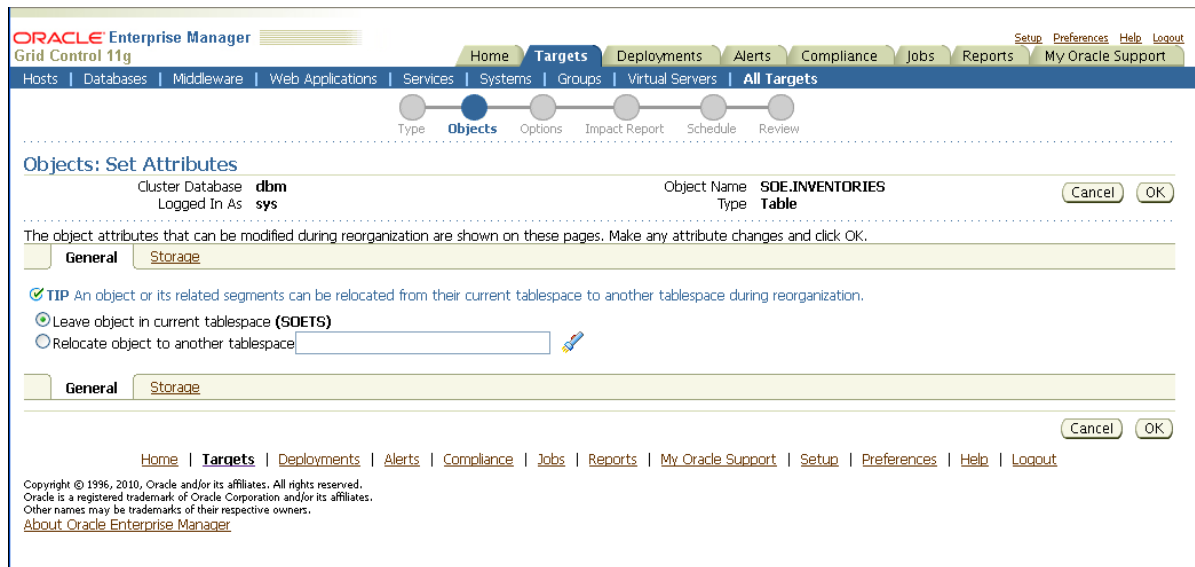 ORACLE Enterprise Manager
Grid Control 11g
Setup Preferences Help Logout
Home Targets Deployments Alerts Compliance Jobs Reports My Oracle Support
Hosts | Databases | Middleware | Web Applications | Services | Systems | Groups | Virtual Servers | All Targets
Type Objects Options Impact Report Schedule Review
Objects: Set Attributes
Cluster Database dbm Object Name SOE.INVENTORIES
Logged In As sys Type Table
Cancel OK
The object attributes that can be modified during reorganization are shown on these pages. Make any attribute changes and click OK.
General Storage
TIP An object or its related segments can be relocated from their current tablespace to another tablespace during reorganization.
Leave object in current tablespace (SOETS)
Relocate object to another tablespace
General Storage
Cancel OK
Home | Targets | Deployments | Alerts | Compliance | Jobs | Reports | My Oracle Support | Setup | Preferences | Help | Logout
Copyright © 1996, 2010, Oracle and/or its affiliates. All rights reserved.
Oracle is a registered trademark of Oracle Corporation and/or its affiliates.
Other names may be trademarks of their respective owners.
About Oracle Enterprise Manager